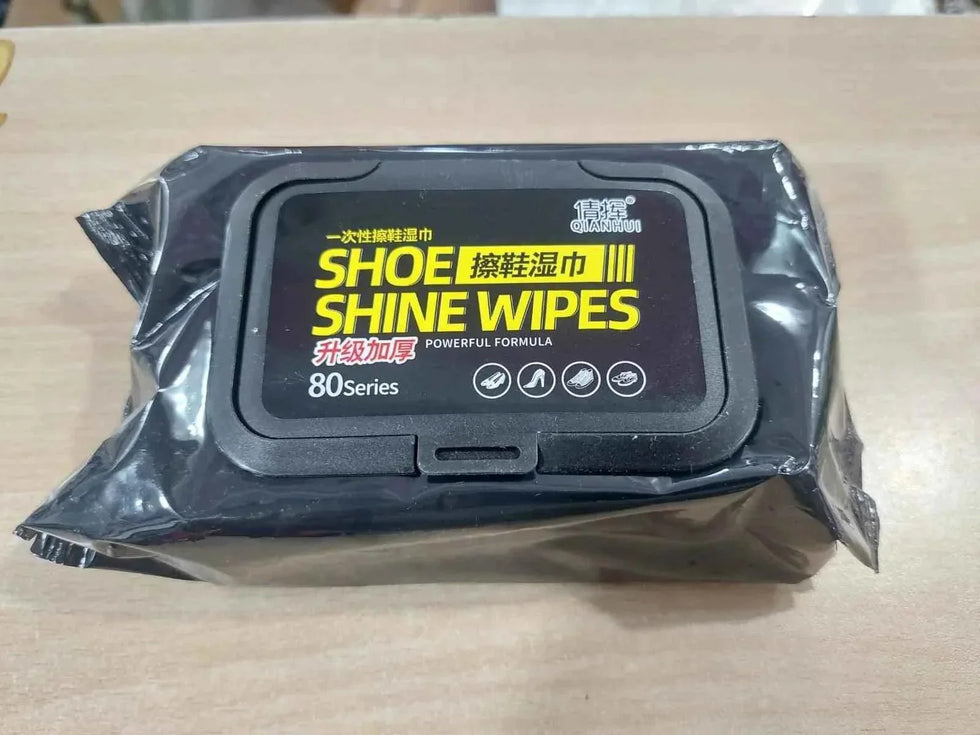 倩挥®
QIANHUI
一次性擦鞋湿巾
SHOE 擦鞋湿巾
SHINE WIPES
升级加厚 POWERFUL FORMULA
80Series